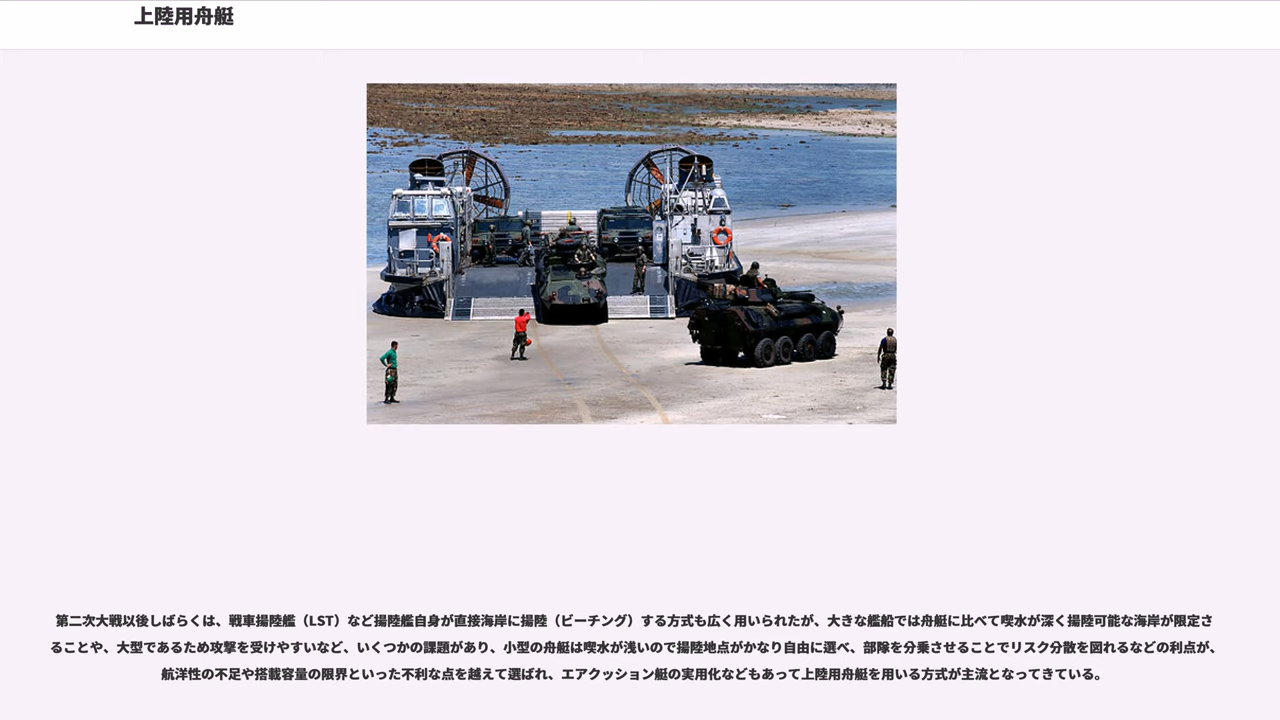 上陸用舟艇
第二次大戦以後しばらくは、戦車揚陸艦（LST）など揚陸艦自身が直接海岸に揚陸（ビーチング）する方式も広く用いられたが、大きな艦船では舟艇に比べて喫水が深く揚陸可能な海岸が限定さ
ることや、大型であるため攻撃を受けやすいなど、いくつかの課題があり、小型の舟艇は喫水が浅いので揚陸地点がかなり自由に選べ、部隊を分乗させることでリスク分散を図れるなどの利点が、
航洋性の不足や搭載容量の限界といった不利な点を越えて選ばれ、エアクッション艇の実用化などもあって上陸用舟艇を用いる方式が主流となってきている。